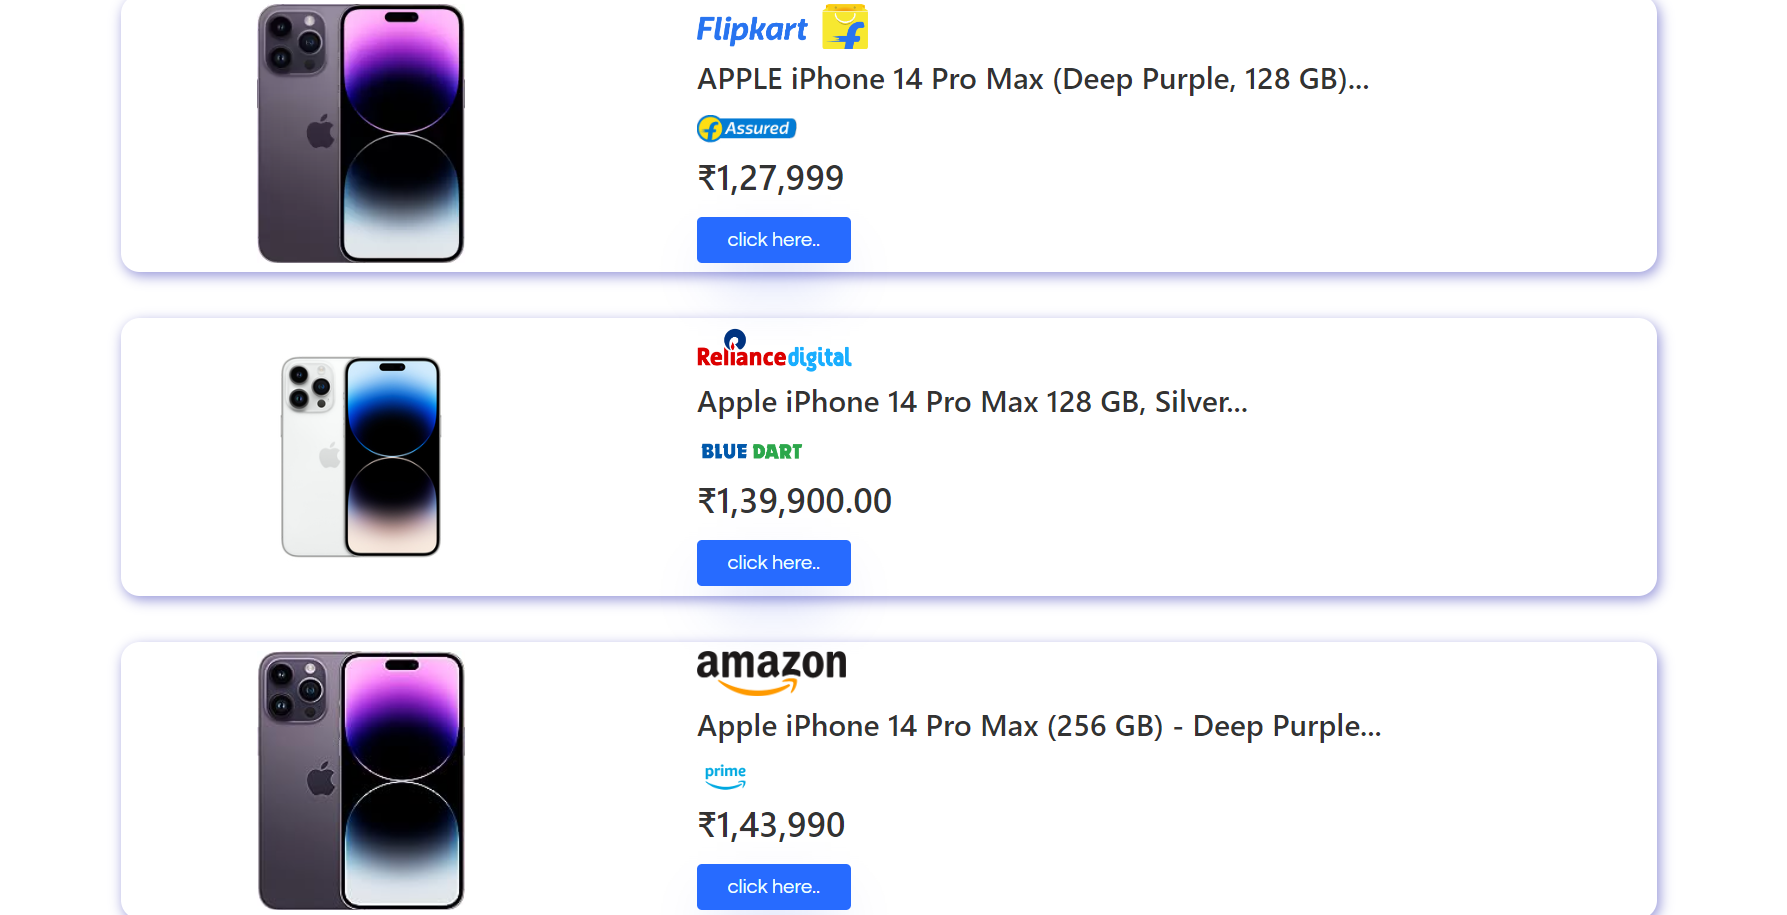 Flipkart
APPLE iPhone 14 Pro Max (Deep Purple, 128 GB)...
Assured
₹1,27,999
click here..
Reliancedigital
Apple iPhone 14 Pro Max 128 GB, Silver...
BLUE DART
₹1,39,900.00
click here..
amazon
Apple iPhone 14 Pro Max (256 GB) - Deep Purple...
prime
₹1,43,990
click here..